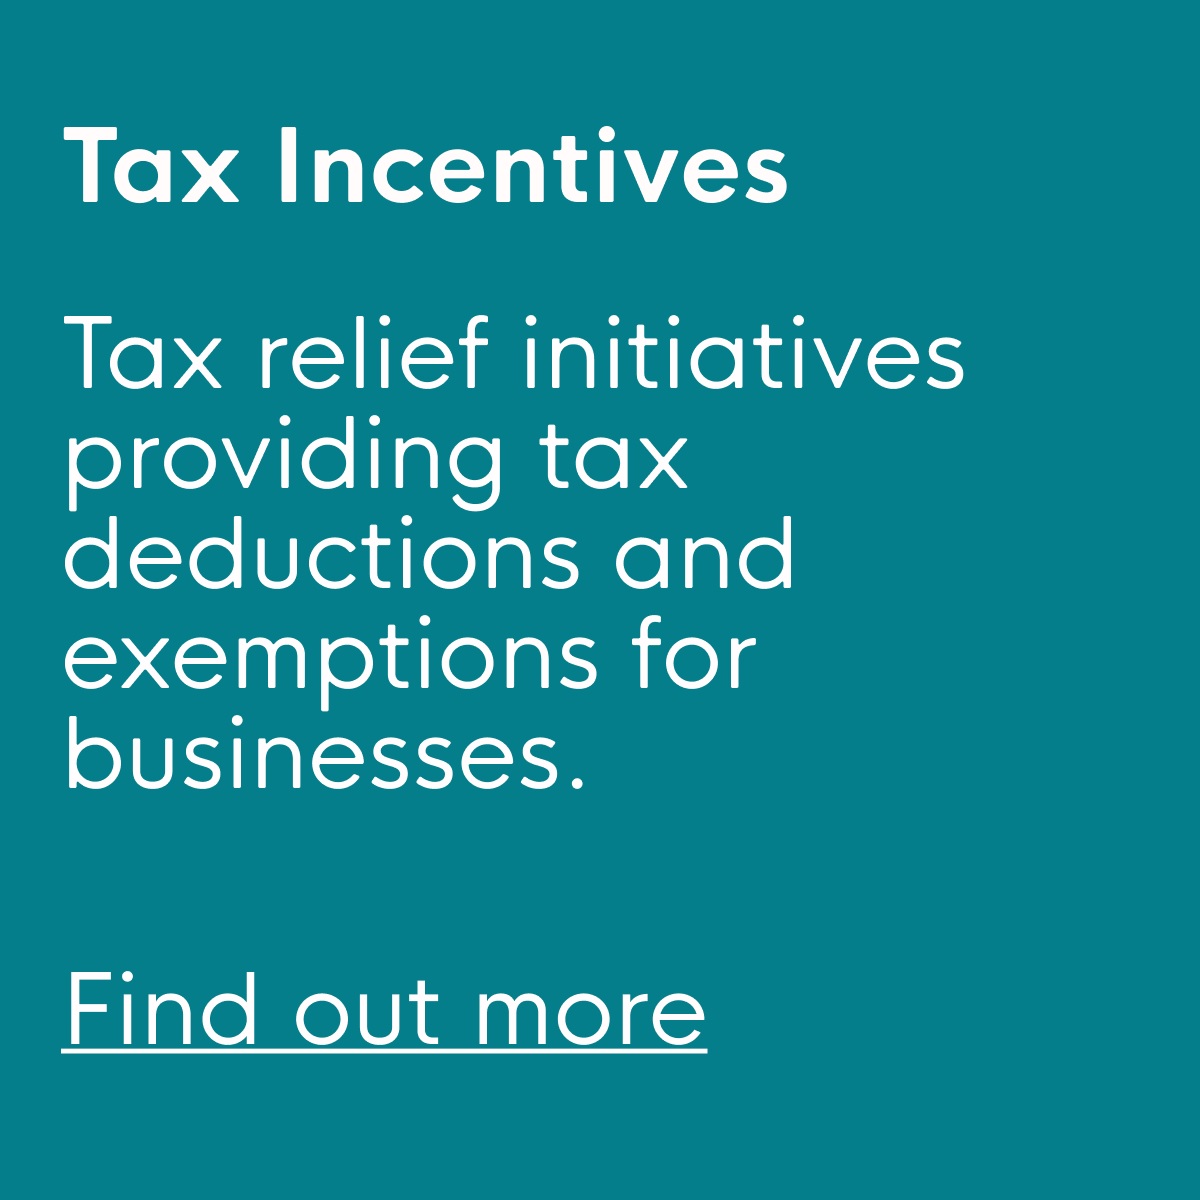 Tax Incentives
Tax relief initiatives
providing tax
deductions and
exemptions for
businesses.
Find out more